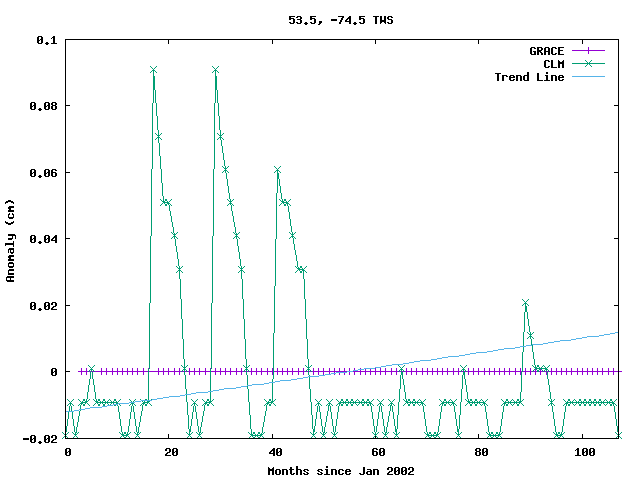 53.5, -74.5 TWS
GRACE
CLM
Trend Line
0.1
0.08
0.06
0.04
0.02
0
-0.02
Anomaly (cm)
0 20 40 60 80 100
Months since Jan 2002